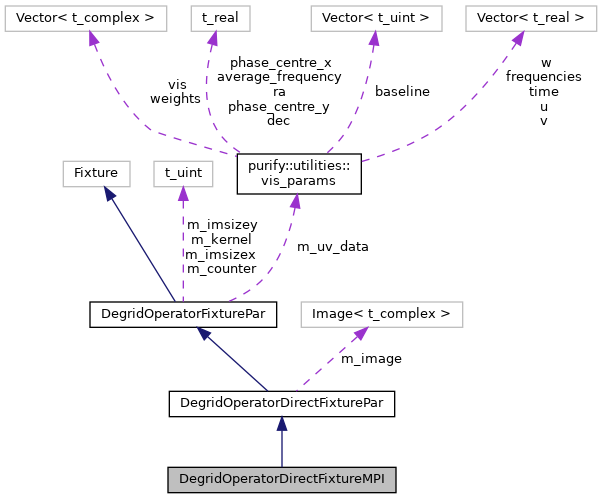 Vector< t_complex >
t_real
Vector< t_uint >
Vector< t_real >
vis
weights
phase_centre_x
average_frequency
ra
phase_centre_y
dec
baseline
w
frequencies
time
u
v
Fixture
t_uint
purify::utilities::
vis_params
m_imsizey
m_kernel
m_imsizex
m_counter
m_uv_data
DegridOperatorFixturePar
Image< t_complex >
m_image
DegridOperatorDirectFixturePar
DegridOperatorDirectFixtureMPI